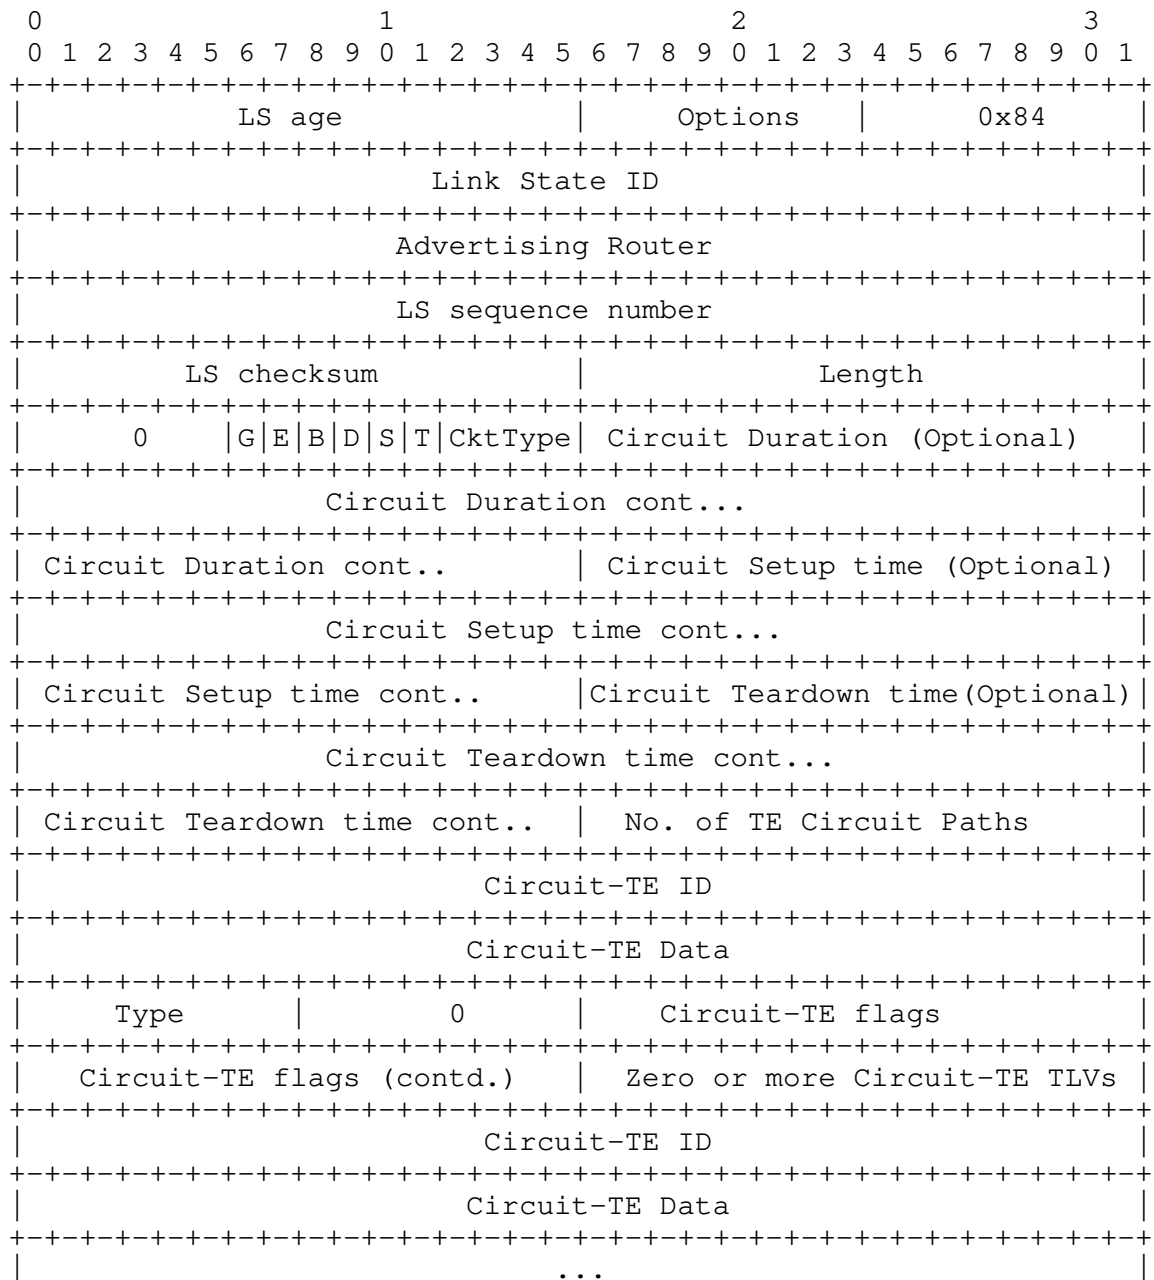 0                   1                   2                   3
0 1 2 3 4 5 6 7 8 9 0 1 2 3 4 5 6 7 8 9 0 1 2 3 4 5 6 7 8 9 0 1
+-+-+-+-+-+-+-+-+-+-+-+-+-+-+-+-+-+-+-+-+-+-+-+-+-+-+-+-+-+-+-+-+
|            LS age             |     Options   |      0x84     |
+-+-+-+-+-+-+-+-+-+-+-+-+-+-+-+-+-+-+-+-+-+-+-+-+-+-+-+-+-+-+-+-+
|                       Link State ID                           |
+-+-+-+-+-+-+-+-+-+-+-+-+-+-+-+-+-+-+-+-+-+-+-+-+-+-+-+-+-+-+-+-+
|                     Advertising Router                        |
+-+-+-+-+-+-+-+-+-+-+-+-+-+-+-+-+-+-+-+-+-+-+-+-+-+-+-+-+-+-+-+-+
|                     LS sequence number                        |
+-+-+-+-+-+-+-+-+-+-+-+-+-+-+-+-+-+-+-+-+-+-+-+-+-+-+-+-+-+-+-+-+
|         LS checksum           |             Length            |
+-+-+-+-+-+-+-+-+-+-+-+-+-+-+-+-+-+-+-+-+-+-+-+-+-+-+-+-+-+-+-+-+
|      0    |G|E|B|D|S|T|CktType| Circuit Duration (Optional)   |
+-+-+-+-+-+-+-+-+-+-+-+-+-+-+-+-+-+-+-+-+-+-+-+-+-+-+-+-+-+-+-+-+
|                 Circuit Duration cont...                      |
+-+-+-+-+-+-+-+-+-+-+-+-+-+-+-+-+-+-+-+-+-+-+-+-+-+-+-+-+-+-+-+-+
| Circuit Duration cont..       | Circuit Setup time (Optional) |
+-+-+-+-+-+-+-+-+-+-+-+-+-+-+-+-+-+-+-+-+-+-+-+-+-+-+-+-+-+-+-+-+
|                 Circuit Setup time cont...                    |
+-+-+-+-+-+-+-+-+-+-+-+-+-+-+-+-+-+-+-+-+-+-+-+-+-+-+-+-+-+-+-+-+
| Circuit Setup time cont..     |Circuit Teardown time(Optional)|
+-+-+-+-+-+-+-+-+-+-+-+-+-+-+-+-+-+-+-+-+-+-+-+-+-+-+-+-+-+-+-+-+
|                 Circuit Teardown time cont...                 |
+-+-+-+-+-+-+-+-+-+-+-+-+-+-+-+-+-+-+-+-+-+-+-+-+-+-+-+-+-+-+-+-+
| Circuit Teardown time cont..  |  No. of TE Circuit Paths      |
+-+-+-+-+-+-+-+-+-+-+-+-+-+-+-+-+-+-+-+-+-+-+-+-+-+-+-+-+-+-+-+-+
|                          Circuit-TE ID                        |
+-+-+-+-+-+-+-+-+-+-+-+-+-+-+-+-+-+-+-+-+-+-+-+-+-+-+-+-+-+-+-+-+
|                         Circuit-TE Data                       |
+-+-+-+-+-+-+-+-+-+-+-+-+-+-+-+-+-+-+-+-+-+-+-+-+-+-+-+-+-+-+-+-+
|     Type      |        0      |    Circuit-TE flags           |
+-+-+-+-+-+-+-+-+-+-+-+-+-+-+-+-+-+-+-+-+-+-+-+-+-+-+-+-+-+-+-+-+
|   Circuit-TE flags (contd.)   |  Zero or more Circuit-TE TLVs |
+-+-+-+-+-+-+-+-+-+-+-+-+-+-+-+-+-+-+-+-+-+-+-+-+-+-+-+-+-+-+-+-+
|                          Circuit-TE ID                        |
+-+-+-+-+-+-+-+-+-+-+-+-+-+-+-+-+-+-+-+-+-+-+-+-+-+-+-+-+-+-+-+-+
|                         Circuit-TE Data                       |
+-+-+-+-+-+-+-+-+-+-+-+-+-+-+-+-+-+-+-+-+-+-+-+-+-+-+-+-+-+-+-+-+
|                              ...                              |